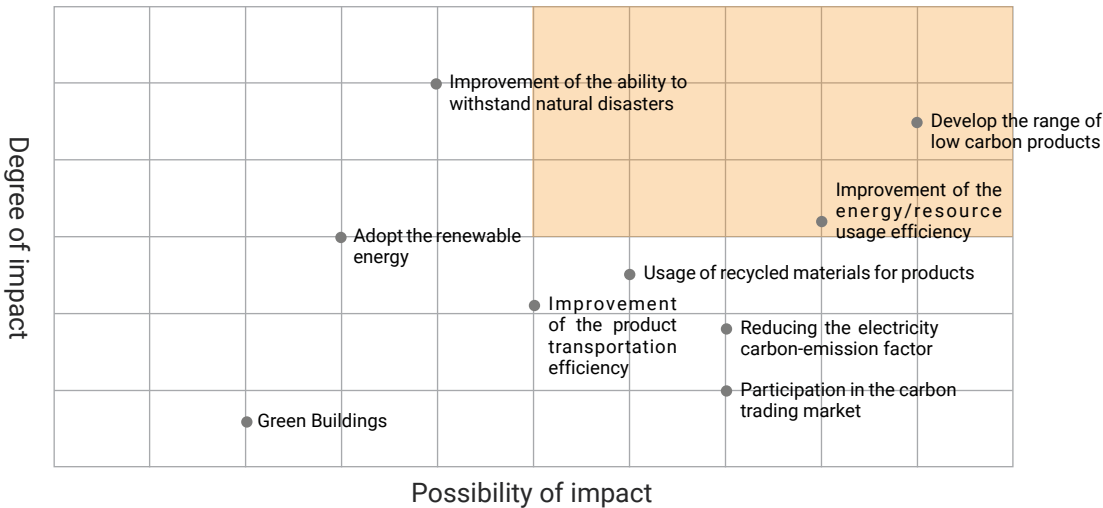 Improvement of the ability to
withstand natural disasters
Develop the range of
low carbon products
Improvement of the
energy/resource
usage efficiency
Degree of impact
Adopt the renewable
energy
Usage of recycled materials for products
Improvement
of the product
transportation
efficiency
Reducing the electricity
carbon-emission factor
Participation in the carbon
trading market
Green Buildings
Possibility of impact